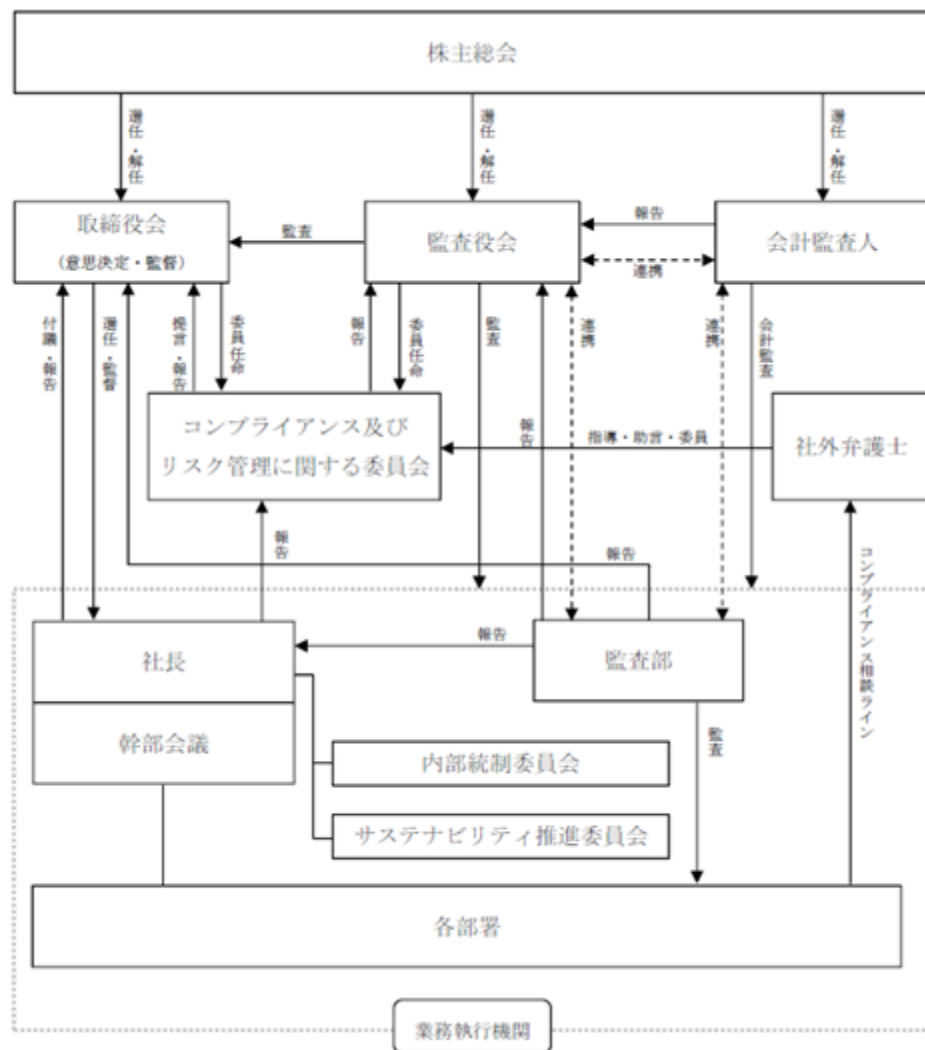 株主総会
選任・解任
選任・解任
選任・解任
取締役会
(意思決定・監督)
監査
監査役会
報告
連携
会計監査人
付議・報告
選任・監督
提言・報告
委員任命
報告
委員任命
監査
連携
連携
会計監査
コンプライアンス及び
リスク管理に関する委員会
報告
指導・助言・委員
社外弁護士
報告
報告
コンプライアンス相談ライン
社長
報告
監査部
幹部会議
監査
内部統制委員会
サステナビリティ推進委員会
各部署
業務執行機関